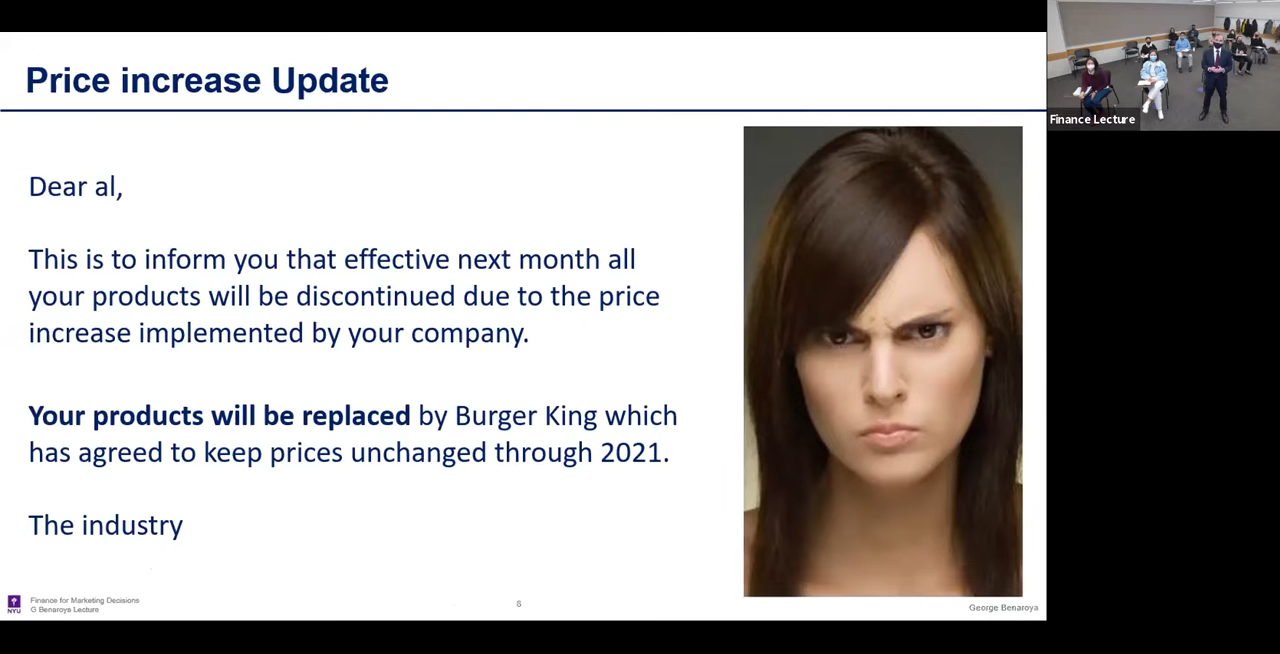 Price increase Update
Finance Lecture
Dear al,
This is to inform you that effective next month all
your products will be discontinued due to the price
increase implemented by your company.
Your products will be replaced by Burger King which
has agreed to keep prices unchanged through 2021.
The industry
NYU
Finance for Marketing Decisions
G Benaroya Lecture
8
George Benaroya